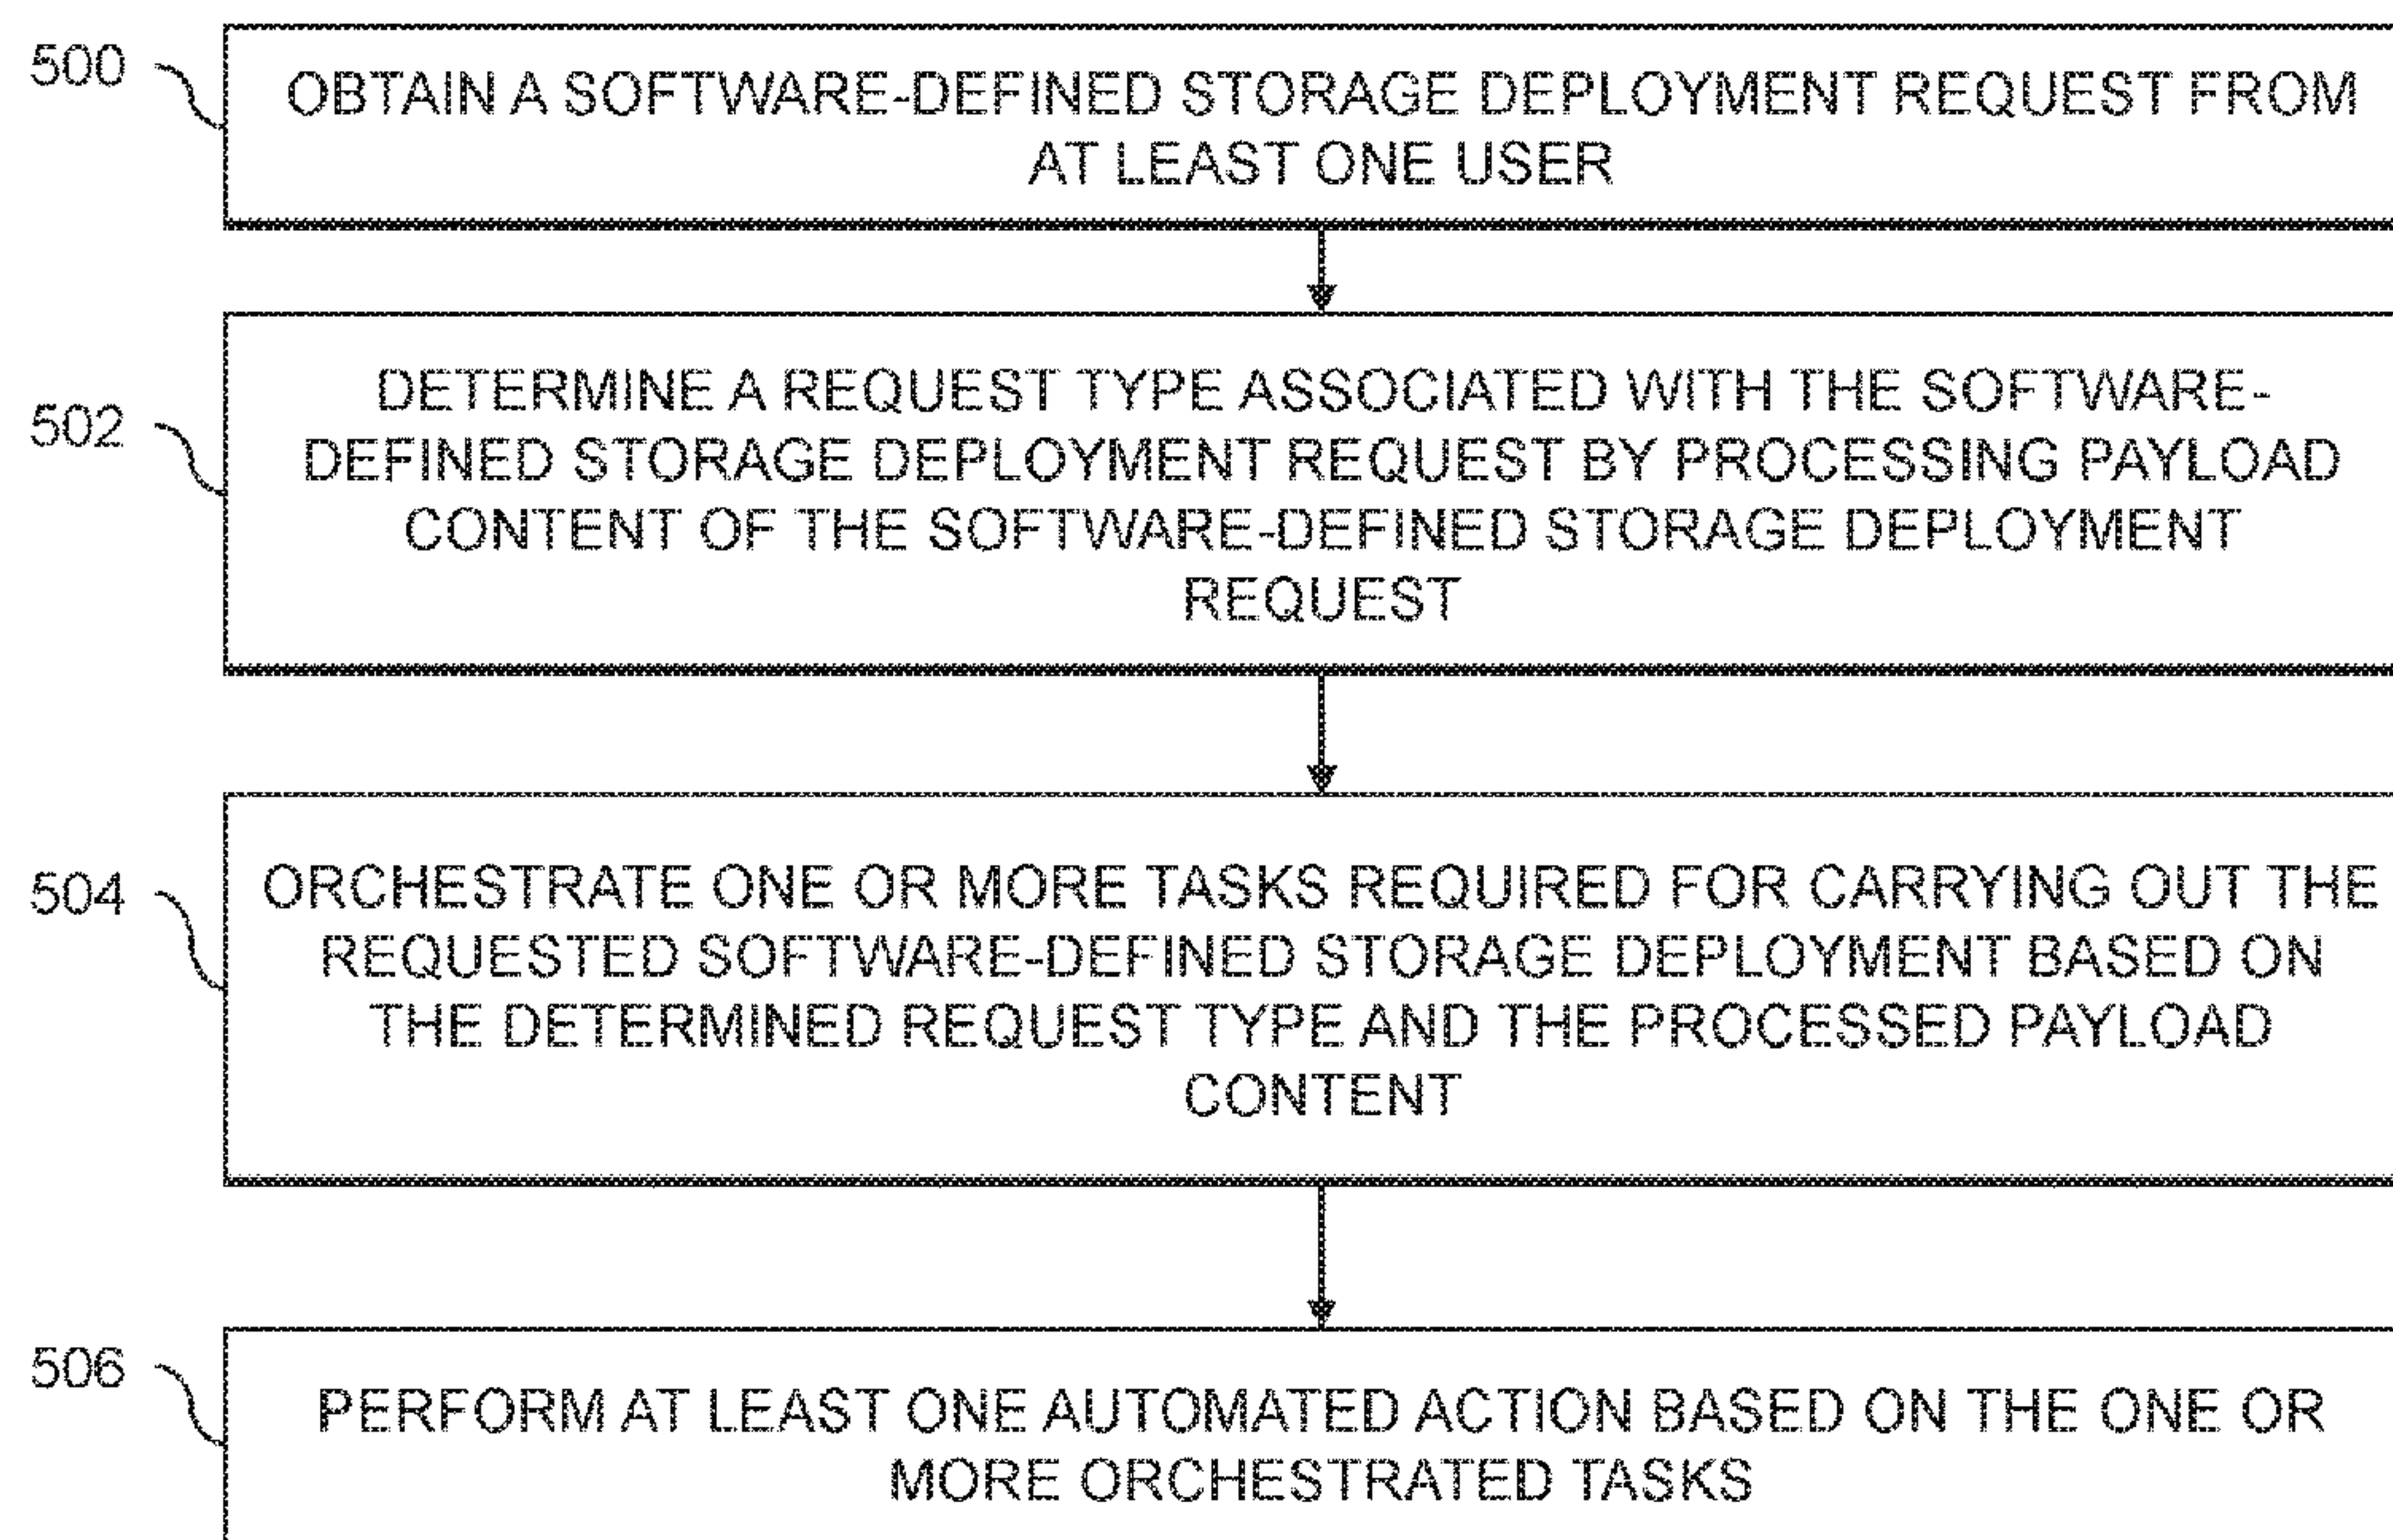 500
OBTAIN A SOFTWARE-DEFINED STORAGE DEPLOYMENT REQUEST FROM
AT LEAST ONE USER
502
DETERMINE A REQUEST TYPE ASSOCIATED WITH THE SOFTWARE-
DEFINED STORAGE DEPLOYMENT REQUEST BY PROCESSING PAYLOAD
CONTENT OF THE SOFTWARE-DEFINED STORAGE DEPLOYMENT
REQUEST
504
ORCHESTRATE ONE OR MORE TASKS REQUIRED FOR CARRYING OUT THE
REQUESTED SOFTWARE-DEFINED STORAGE DEPLOYMENT BASED ON
THE DETERMINED REQUEST TYPE AND THE PROCESSED PAYLOAD
CONTENT
506
PERFORM AT LEAST ONE AUTOMATED ACTION BASED ON THE ONE OR
MORE ORCHESTRATED TASKS